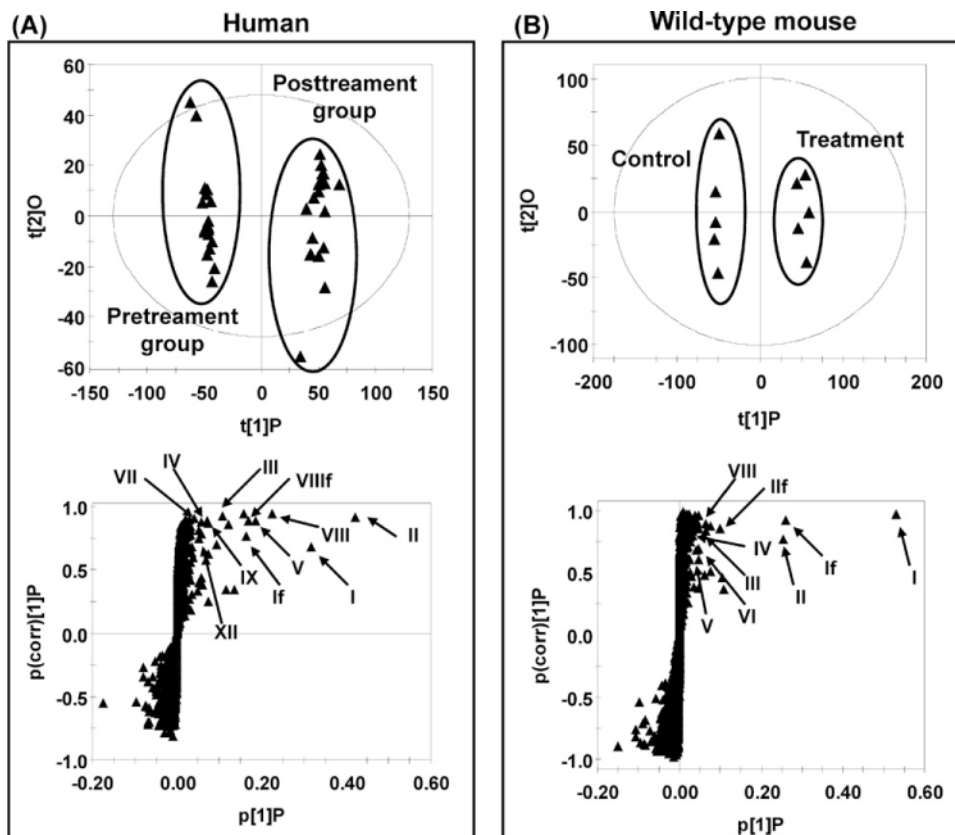 (A) Human
60
40
20
0
-20
-40
-60
t[2]O
Posttreament
group
Pretreament
group
-150 -50 0 50 150
t[1]P
1.0
0.5
0.0
-0.5
-1.0
p(corr)[1]P
VII IV III VIIIf
VIII II
IX If V I
XII
-0.20 0.00 0.20 0.40 0.60
p[1]P
(B) Wild-type mouse
100
50
0
-50
-100
Control
Treatment
-200 -100 0 100 200
t[1]P
1.0
0.5
0.0
-0.5
-1.0
p(corr)[1]P
VIII
IIf
IV
III If I
V VI II
-0.20 0.00 0.20 0.40 0.60
p[1]P